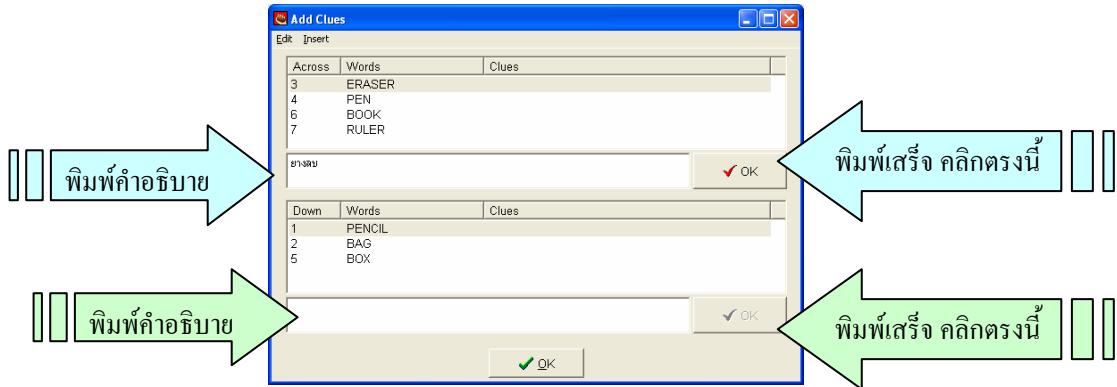 Add Clues
Edit Insert
Across Words Clues
3 ERASER
4 PEN
6 BOOK
7 RULER
พิมพ์คำอธิบาย
ยางลบ
OK
พิมพ์เสร็จ คลิกตรงนี้
Down Words Clues
1 PENCIL
2 BAG
5 BOX
พิมพ์คำอธิบาย
OK
พิมพ์เสร็จ คลิกตรงนี้
OK